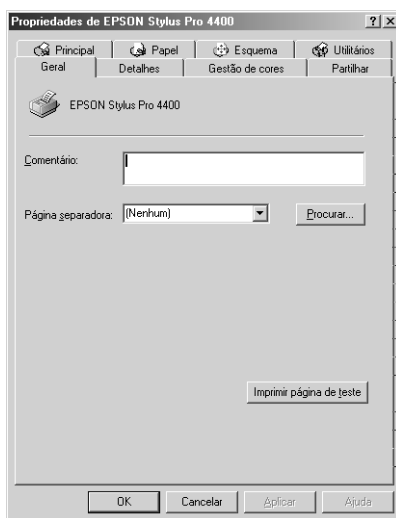 Propriedades de EPSON Stylus Pro 4400
Principal Papel Esquema Utilitários
Geral Detalhes Gestão de cores Partilhar
EPSON Stylus Pro 4400
Comentário:
Página separadora: (Nenhum) Procurar...
Imprimir página de teste
OK Cancelar Aplicar Ajuda